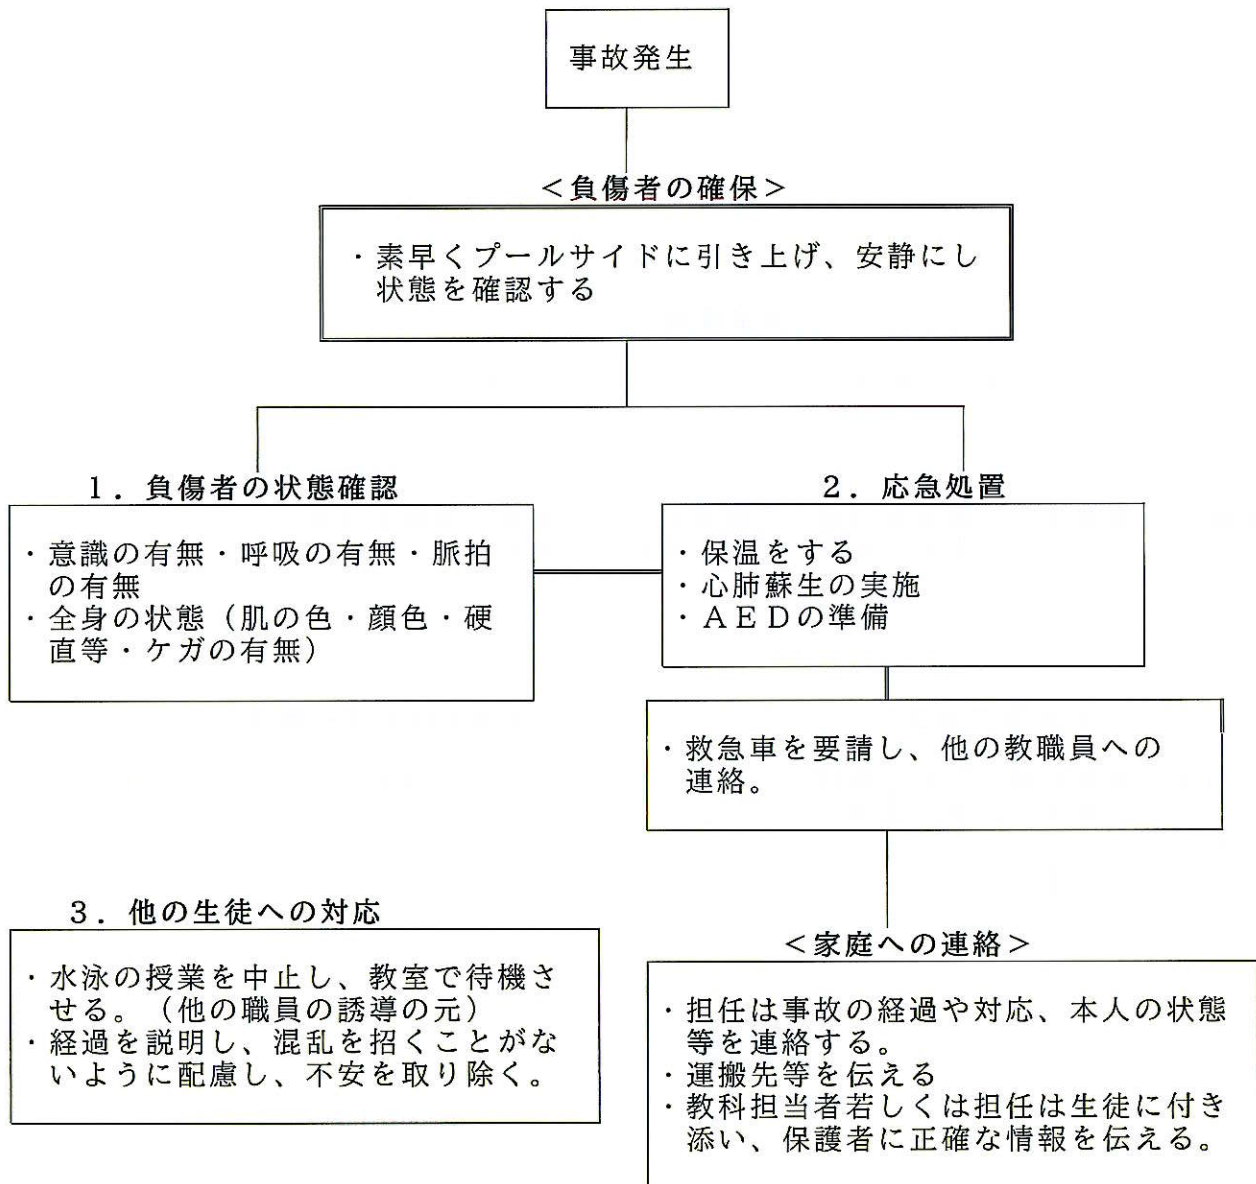 事故発生
＜負傷者の確保＞
・素早くプールサイドに引き上げ、安静にし
状態を確認する
１．負傷者の状態確認
・意識の有無・呼吸の有無・脈拍
の有無
・全身の状態（肌の色・顔色・硬
直等・ケガの有無）
２．応急処置
・保温をする
・心肺蘇生の実施
・ＡＥＤの準備
・救急車を要請し、他の教職員への
連絡。
３．他の生徒への対応
・水泳の授業を中止し、教室で待機さ
せる。（他の職員の誘導の元）
・経過を説明し、混乱を招くことがな
いように配慮し、不安を取り除く。
＜家庭への連絡＞
・担任は事故の経過や対応、本人の状態
等を連絡する。
・運搬先等を伝える
・教科担当者若しくは担任は生徒に付き
添い、保護者に正確な情報を伝える。